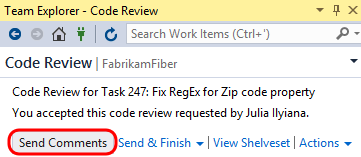 Team Explorer - Code Review
Search Work Items (Ctrl+')
Code Review | FabrikamFiber
Code Review for Task 247: Fix RegEx for Zip code property
You accepted this code review requested by Julia Ilyiana.
Send Comments Send & Finish | View Shelveset | Actions